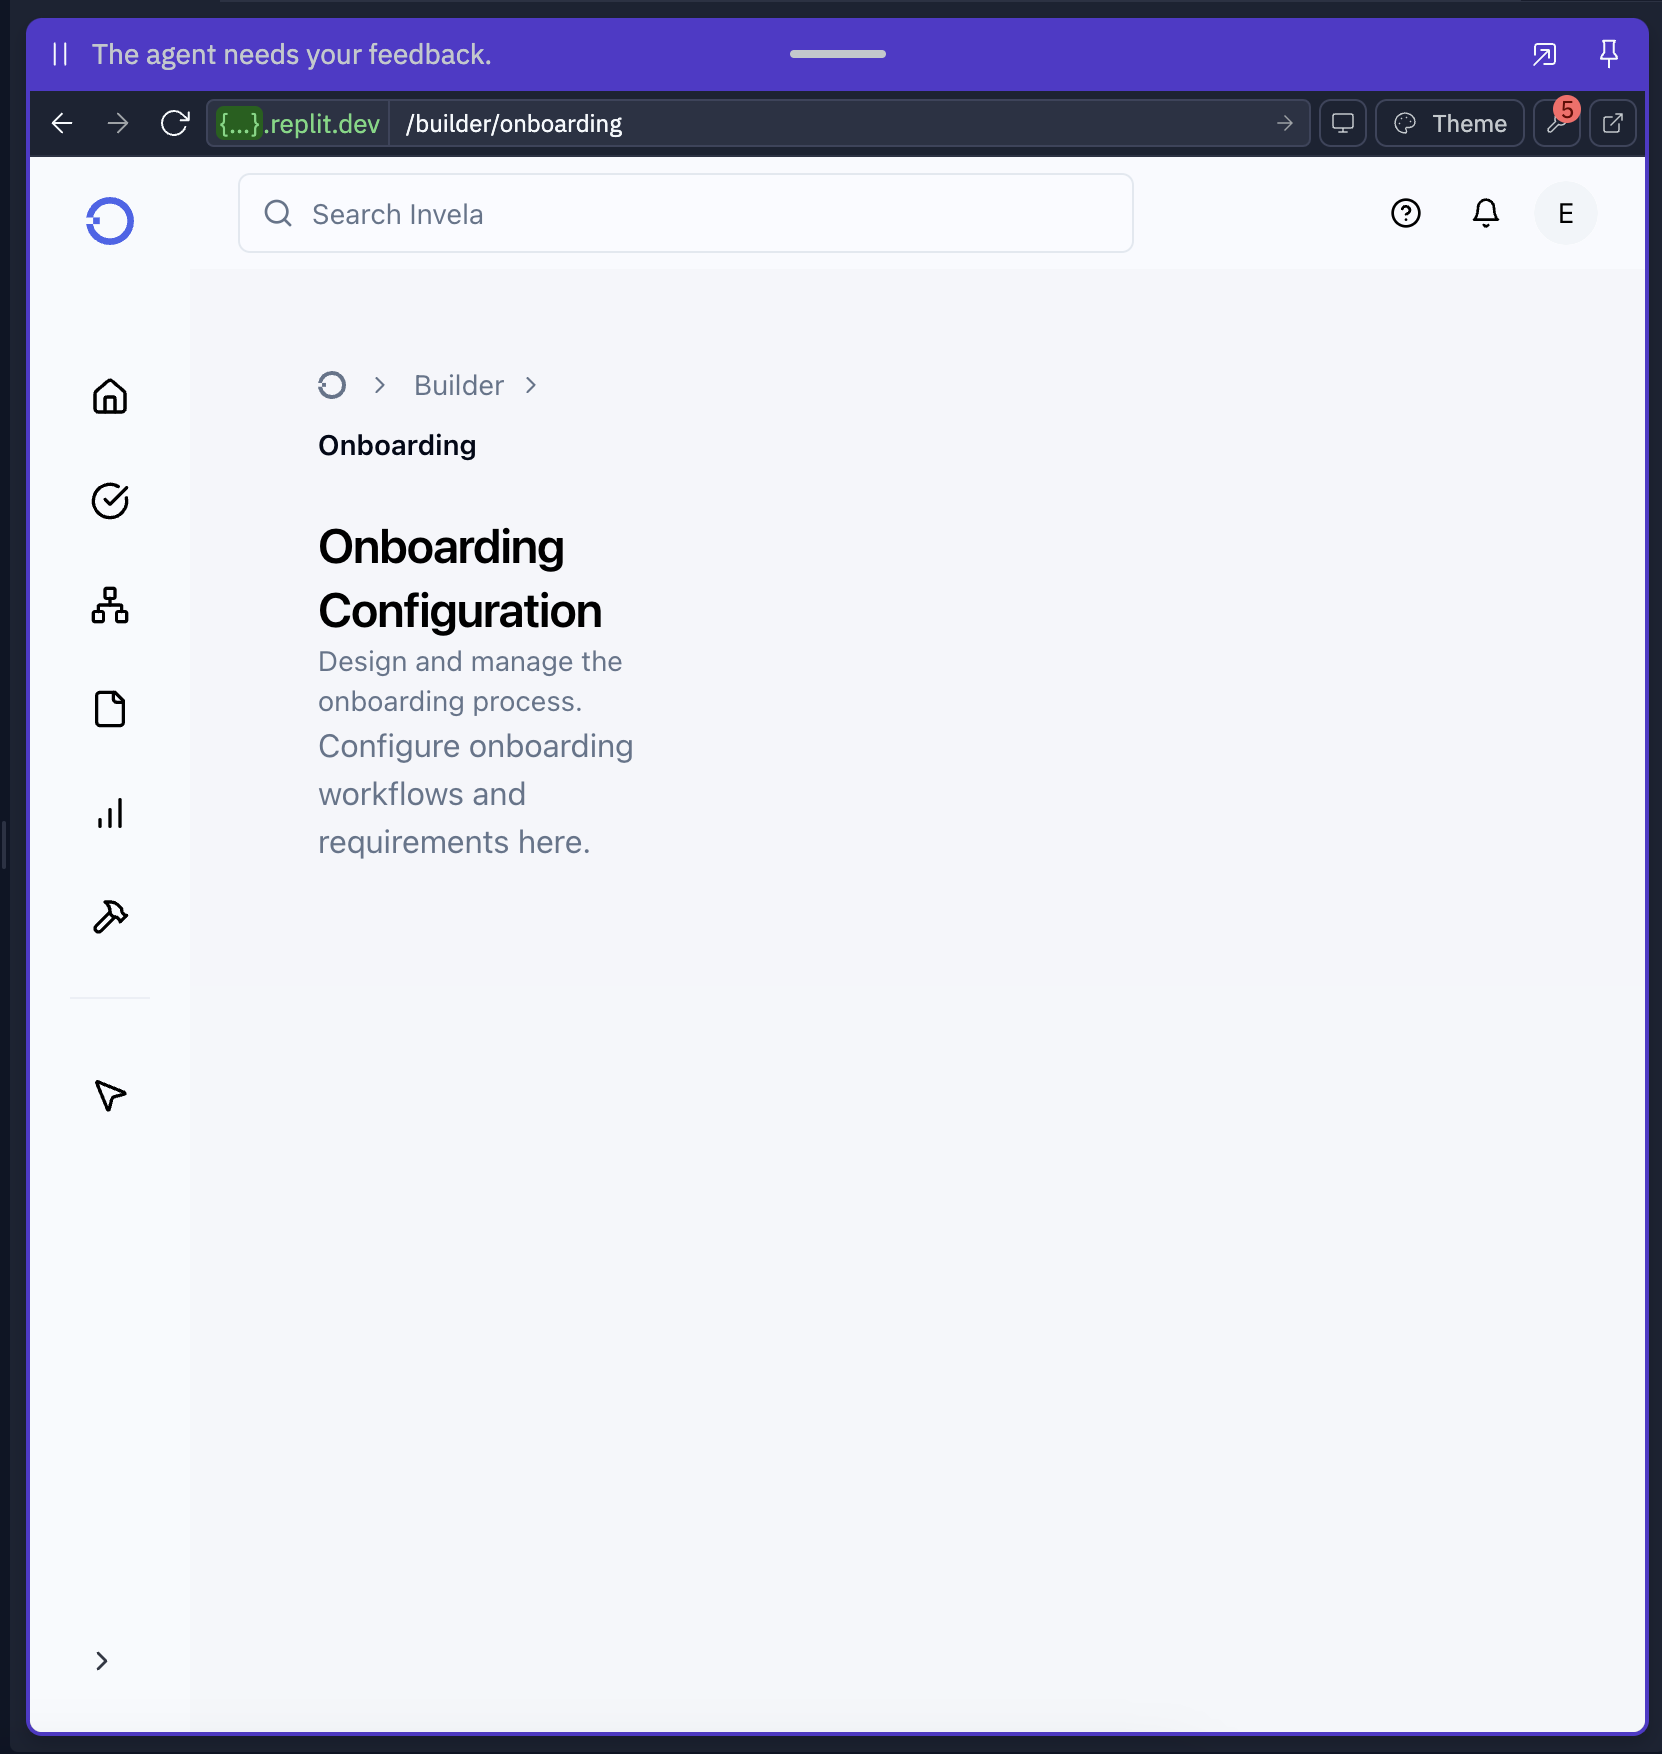 The agent needs your feedback.
{...}.replit.dev /builder/onboarding Theme 5
Search Invela E
Builder
Onboarding
Onboarding
Configuration
Design and manage the
onboarding process.
Configure onboarding
workflows and
requirements here.